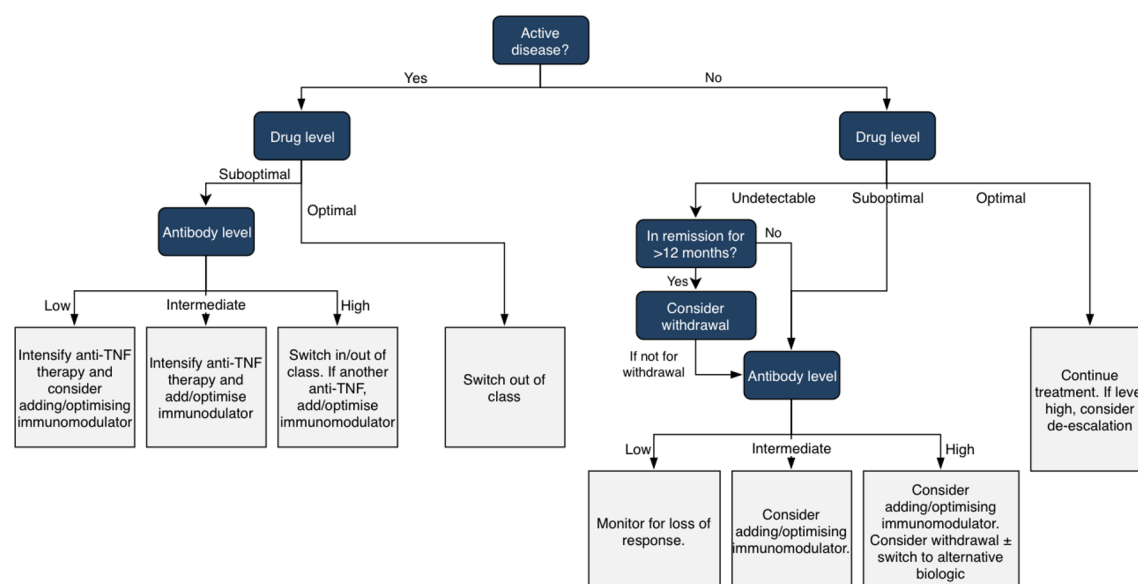 Active
disease?
Yes
No
Drug level
Drug level
Suboptimal
Optimal
Undetectable
Suboptimal
Optimal
Antibody level
In remission for
>12 months?
No
Yes
Consider
withdrawal
If not for
withdrawal
Antibody level
Low
Intermediate
High
Intensify anti-TNF
therapy and
consider
adding/optimising
immunomodulator
Intensify anti-TNF
therapy and
add/optimise
immunodulator
Switch in/out of
class. If another
anti-TNF,
add/optimise
immunomodulator
Switch out of
class
Continue
treatment. If leve
high, consider
de-escalation
Low
Intermediate
High
Monitor for loss of
response.
Consider
adding/optimising
immunomodulator.
Consider
adding/optimising
immunomodulator.
Consider withdrawal ±
switch to alternative
biologic